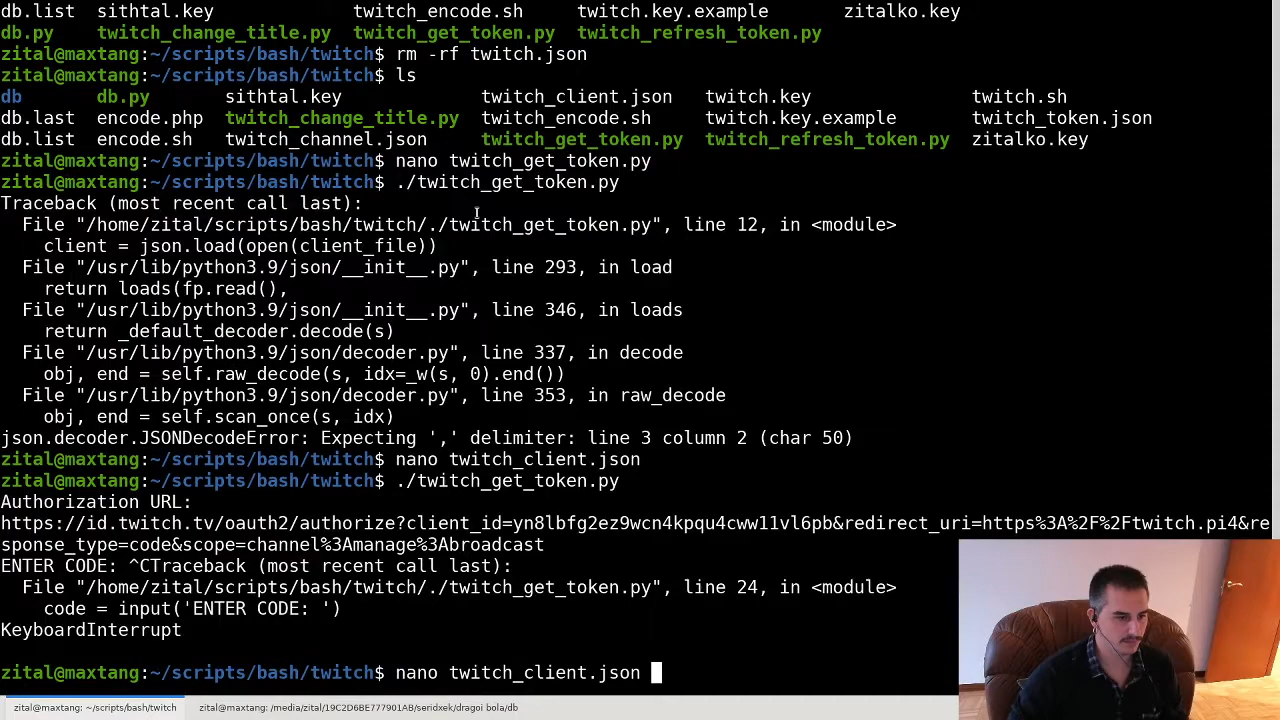 db.list  sithtal.key             twitch_encode.sh     twitch.key.example       zitalko.key
db.py    twitch_change_title.py  twitch_get_token.py  twitch_refresh_token.py
zital@maxtang:~/scripts/bash/twitch$ rm -rf twitch.json
zital@maxtang:~/scripts/bash/twitch$ ls
db       db.py       sithtal.key             twitch_client.json   twitch.key               twitch.sh
db.last  encode.php  twitch_change_title.py  twitch_encode.sh     twitch.key.example       twitch_token.json
db.list  encode.sh   twitch_channel.json     twitch_get_token.py  twitch_refresh_token.py  zitalko.key
zital@maxtang:~/scripts/bash/twitch$ nano twitch_get_token.py
zital@maxtang:~/scripts/bash/twitch$ ./twitch_get_token.py
Traceback (most recent call last):
  File "/home/zital/scripts/bash/twitch/./twitch_get_token.py", line 12, in <module>
    client = json.load(open(client_file))
  File "/usr/lib/python3.9/json/__init__.py", line 293, in load
    return loads(fp.read(),
  File "/usr/lib/python3.9/json/__init__.py", line 346, in loads
    return _default_decoder.decode(s)
  File "/usr/lib/python3.9/json/decoder.py", line 337, in decode
    obj, end = self.raw_decode(s, idx=_w(s, 0).end())
  File "/usr/lib/python3.9/json/decoder.py", line 353, in raw_decode
    obj, end = self.scan_once(s, idx)
json.decoder.JSONDecodeError: Expecting ',' delimiter: line 3 column 2 (char 50)
zital@maxtang:~/scripts/bash/twitch$ nano twitch_client.json
zital@maxtang:~/scripts/bash/twitch$ ./twitch_get_token.py
Authorization URL:
https://id.twitch.tv/oauth2/authorize?client_id=yn8lbfg2ez9wcn4kpqu4cww11vl6pb&redirect_uri=https%3A%2F%2Ftwitch.pi4&re
sponse_type=code&scope=channel%3Amanage%3Abroadcast
ENTER CODE: ^CTraceback (most recent call last):
  File "/home/zital/scripts/bash/twitch/./twitch_get_token.py", line 24, in <module>
    code = input('ENTER CODE: ')
KeyboardInterrupt
zital@maxtang:~/scripts/bash/twitch$ nano twitch_client.json
zital@maxtang: ~/scripts/bash/twitch    zital@maxtang: /media/zital/19C2D6BE777901AB/seridxek/dragoi bola/db